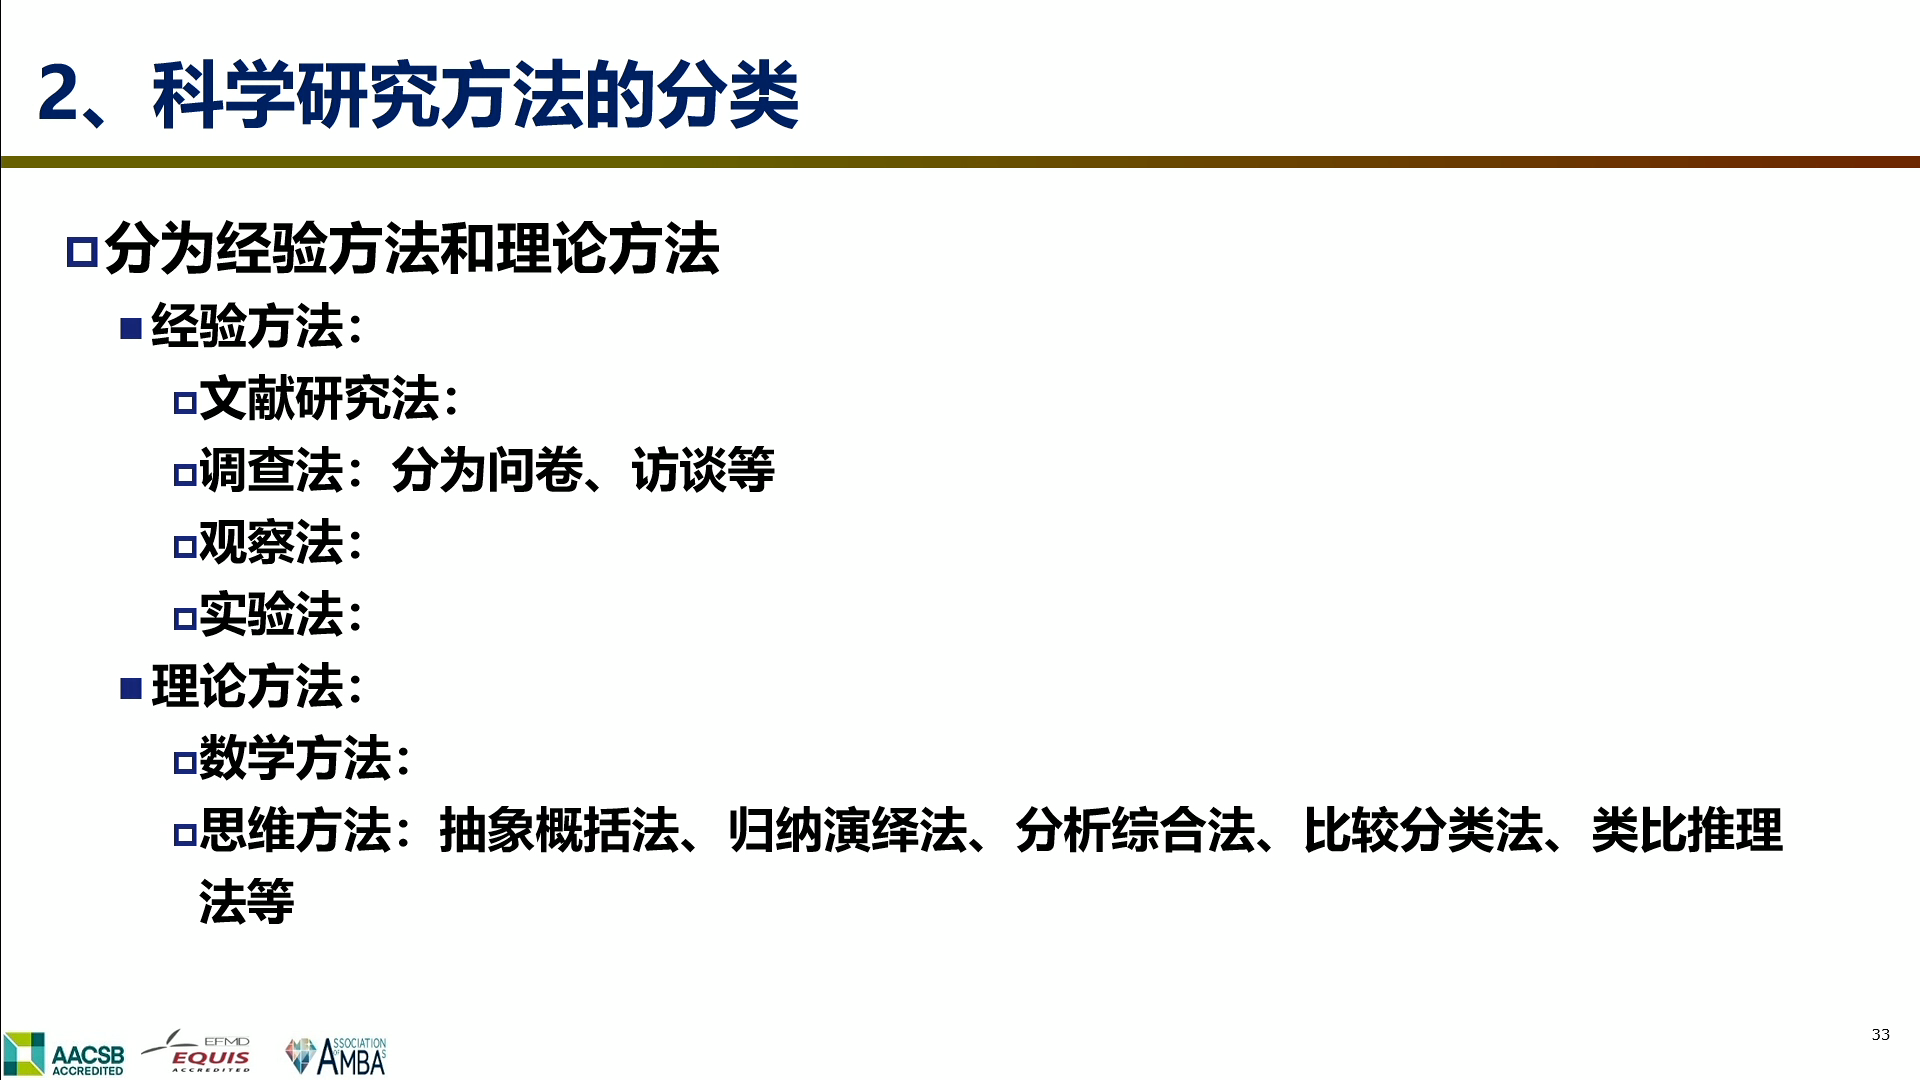 2、科学研究方法的分类
分为经验方法和理论方法
经验方法：
文献研究法：
调查法：分为问卷、访谈等
观察法：
实验法：
理论方法：
数学方法：
思维方法：抽象概括法、归纳演绎法、分析综合法、比较分类法、类比推理
法等
AACSB
ACCREDITED
EFMD
EQUIS
ACCREDITED
ASSOCIATION
OF
AMBAs
33